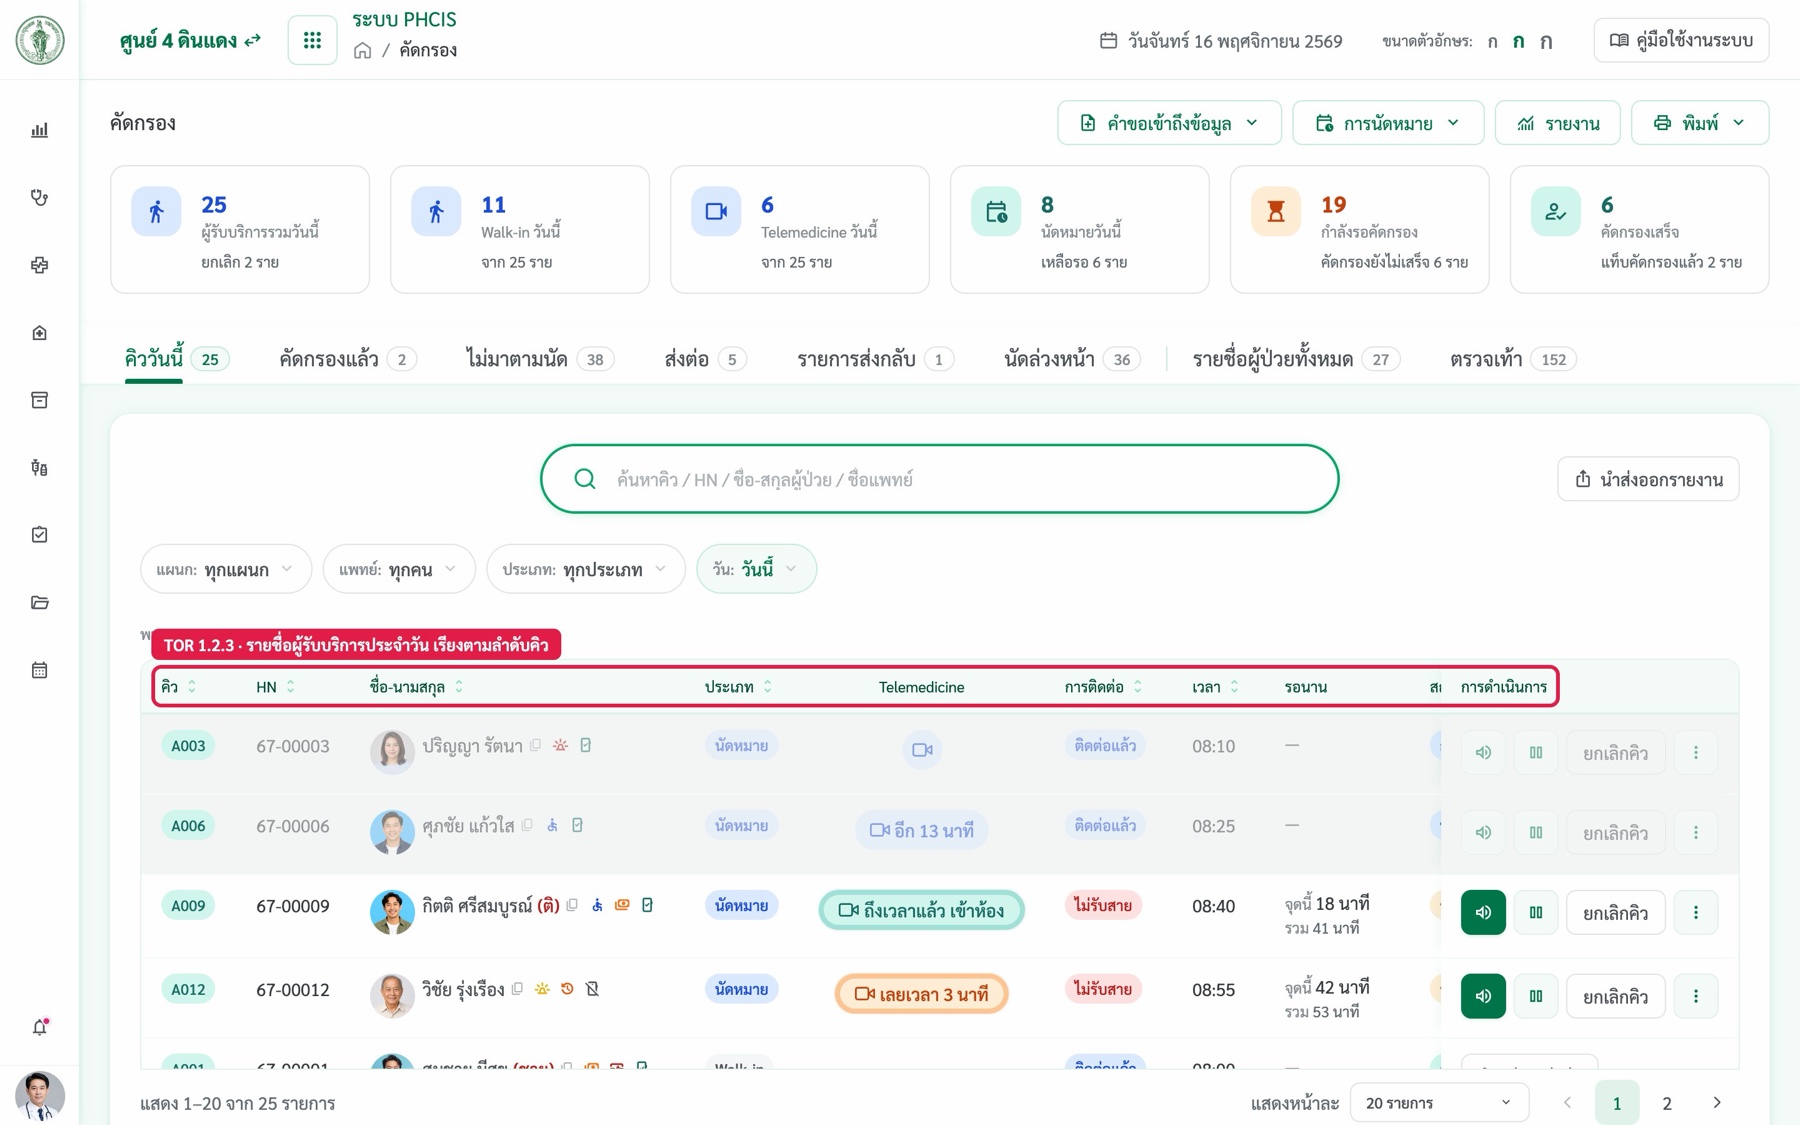 ศูนย์ 4 ดินแดง
ระบบ PHCIS
/ คัดกรอง
วันจันทร์ 16 พฤศจิกายน 2569
ขนาดตัวอักษร: ก ก ก
คู่มือใช้งานระบบ
คัดกรอง
คำขอเข้าถึงข้อมูล
การนัดหมาย
รายงาน
พิมพ์
25
ผู้รับบริการรวมวันนี้
ยกเลิก 2 ราย
11
Walk-in วันนี้
จาก 25 ราย
6
Telemedicine วันนี้
จาก 25 ราย
8
นัดหมายวันนี้
เหลือรอ 6 ราย
19
กำลังรอคัดกรอง
คัดกรองยังไม่เสร็จ 6 ราย
6
คัดกรองเสร็จ
แท็บคัดกรองแล้ว 2 ราย
คิววันนี้ 25
คัดกรองแล้ว 2
ไม่มาตามนัด 38
ส่งต่อ 5
รายการส่งกลับ 1
นัดล่วงหน้า 36
รายชื่อผู้ป่วยทั้งหมด 27
ตรวจเท้า 152
ค้นหาคิว / HN / ชื่อ-สกุลผู้ป่วย / ชื่อแพทย์
นำส่งออกรายงาน
แผนก: ทุกแผนก
แพทย์: ทุกคน
ประเภท: ทุกประเภท
วัน: วันนี้
TOR 1.2.3 · รายชื่อผู้รับบริการประจำวัน เรียงตามลำดับคิว
คิว HN ชื่อ-นามสกุล ประเภท Telemedicine การติดต่อ เวลา รอนาน การดำเนินการ
A003 67-00003 ปริญญา รัตนา นัดหมาย ติดต่อแล้ว 08:10 — ยกเลิกคิว
A006 67-00006 ศุภชัย แก้วใส นัดหมาย อีก 13 นาที ติดต่อแล้ว 08:25 — ยกเลิกคิว
A009 67-00009 กิตติ ศรีสมบูรณ์ (ติ) นัดหมาย ถึงเวลาแล้ว เข้าห้อง ไม่รับสาย 08:40 จุดนี้ 18 นาที ยกเลิกคิว
รวม 41 นาที
A012 67-00012 วิชัย รุ่งเรือง นัดหมาย เลยเวลา 3 นาที ไม่รับสาย 08:55 จุดนี้ 42 นาที ยกเลิกคิว
รวม 53 นาที
แสดง 1–20 จาก 25 รายการ
แสดงหน้าละ 20 รายการ
1 2